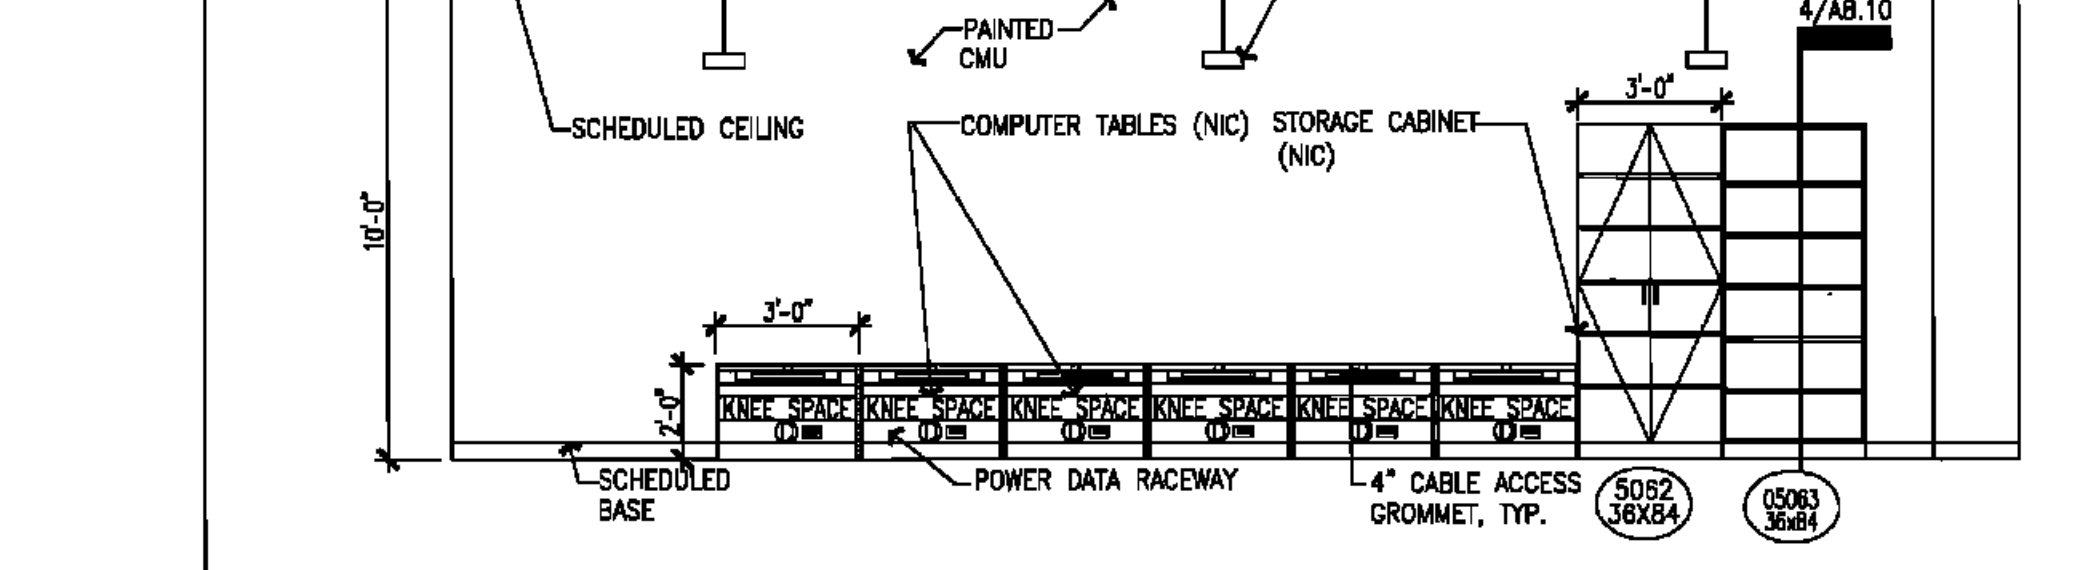 4/A8.10
PAINTED
CMU
3'-0"
SCHEDULED CEILING
COMPUTER TABLES (NIC)
STORAGE CABINET
(NIC)
10'-0"
3'-0"
2'-0"
KNEE SPACE KNEE SPACE KNEE SPACE KNEE SPACE KNEE SPACE KNEE SPACE
SCHEDULED
BASE
POWER DATA RACEWAY
4" CABLE ACCESS
GROMMET, TYP.
5062
36X84
05063
36x84